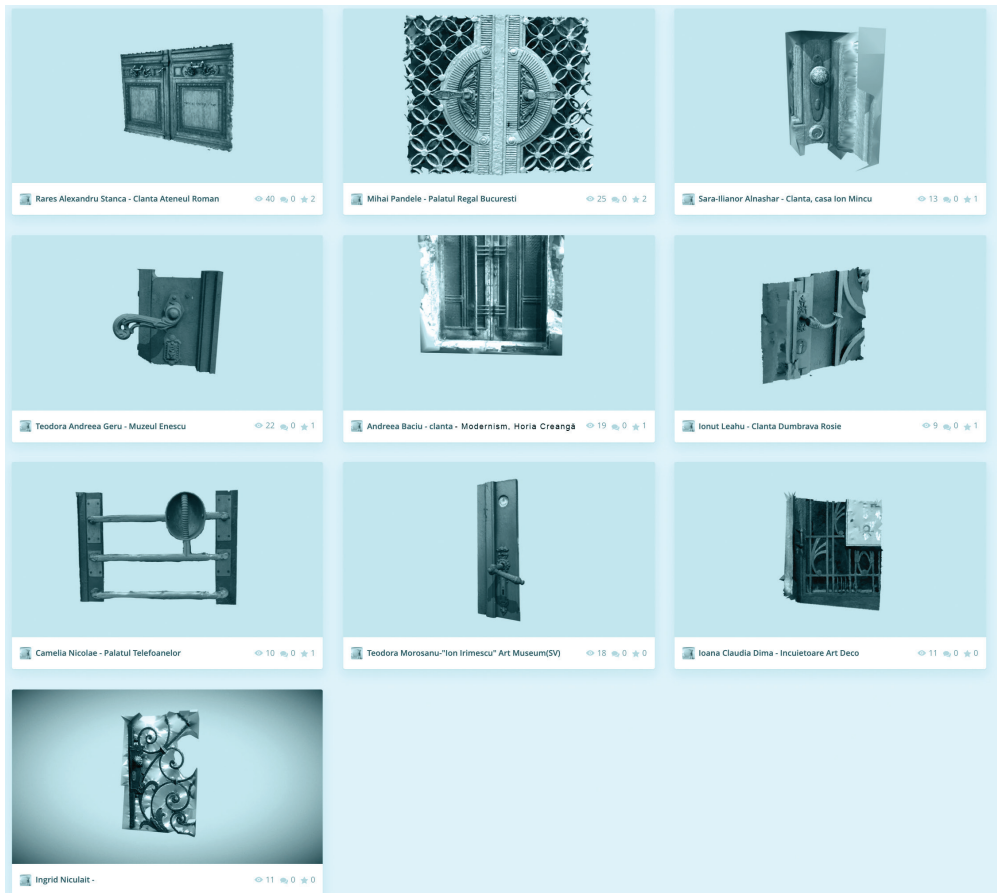 Rares Alexandru Stanca - Clanta Ateneul Roman 40 0 2
Mihai Pandele - Palatul Regal Bucuresti 25 0 2
Sara-Ilianor Alnashar - Clanta, casa Ion Mincu 13 0 1
Teodora Andreea Geru - Muzeul Enescu 22 0 1
Andreea Baciu - clanta - Modernism, Horia Creangă 19 0 1
Ionut Leahu - Clanta Dumbrava Rosie 9 0 1
Camelia Nicolae - Palatul Telefoanelor 10 0 1
Teodora Morosanu-"Ion Irimescu" Art Museum(SV) 18 0 0
Ioana Claudia Dima - Incuietoare Art Deco 11 0 0
Ingrid Niculait - 11 0 0